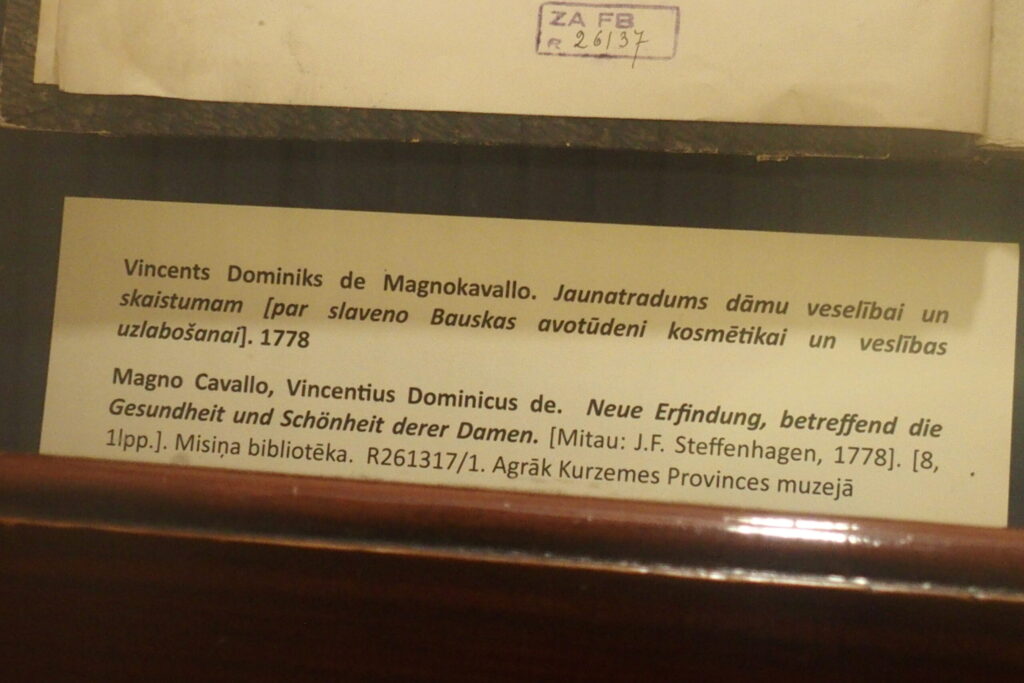 ZA FB
R 26137
Vincents Dominiks de Magnokavallo. Jaunatradums dāmu veselībai un
skaistumam [par slaveno Bauskas avotūdeni kosmētikai un veslības
uzlabošanai]. 1778
Magno Cavallo, Vincentius Dominicus de. Neue Erfindung, betreffend die
Gesundheit und Schönheit derer Damen. [Mitau: J.F. Steffenhagen, 1778]. [8,
1lpp.]. Misiņa bibliotēka. R261317/1. Agrāk Kurzemes Provinces muzejā